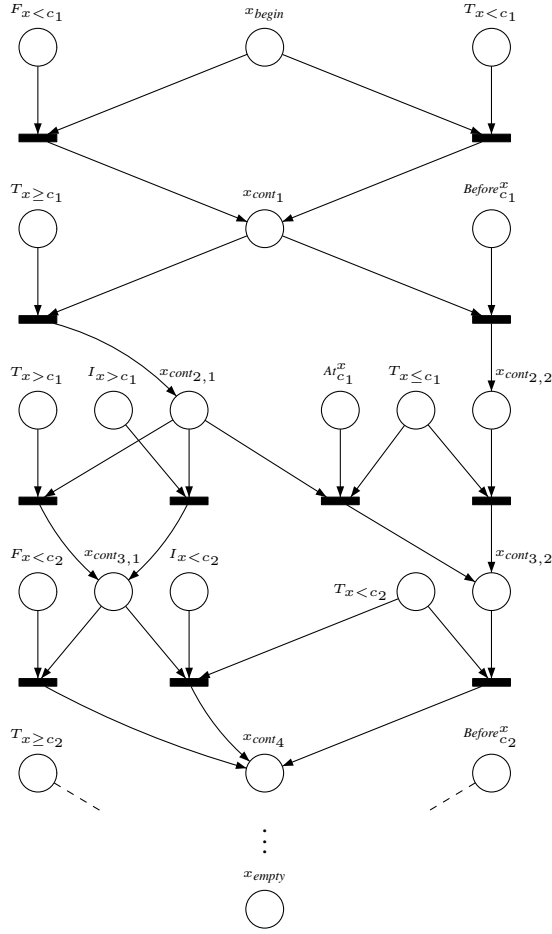 F_{x<c_1} x_{begin} T_{x<c_1}
T_{x≥c_1} x_{cont_1} Before^x_{c_1}
T_{x>c_1} I_{x>c_1} x_{cont_{2,1}} At^x_{c_1} T_{x≤c_1} x_{cont_{2,2}}
F_{x<c_2} x_{cont_{3,1}} I_{x<c_2} T_{x<c_2} x_{cont_{3,2}}
T_{x≥c_2} x_{cont_4} Before^x_{c_2}
⋮
x_{empty}